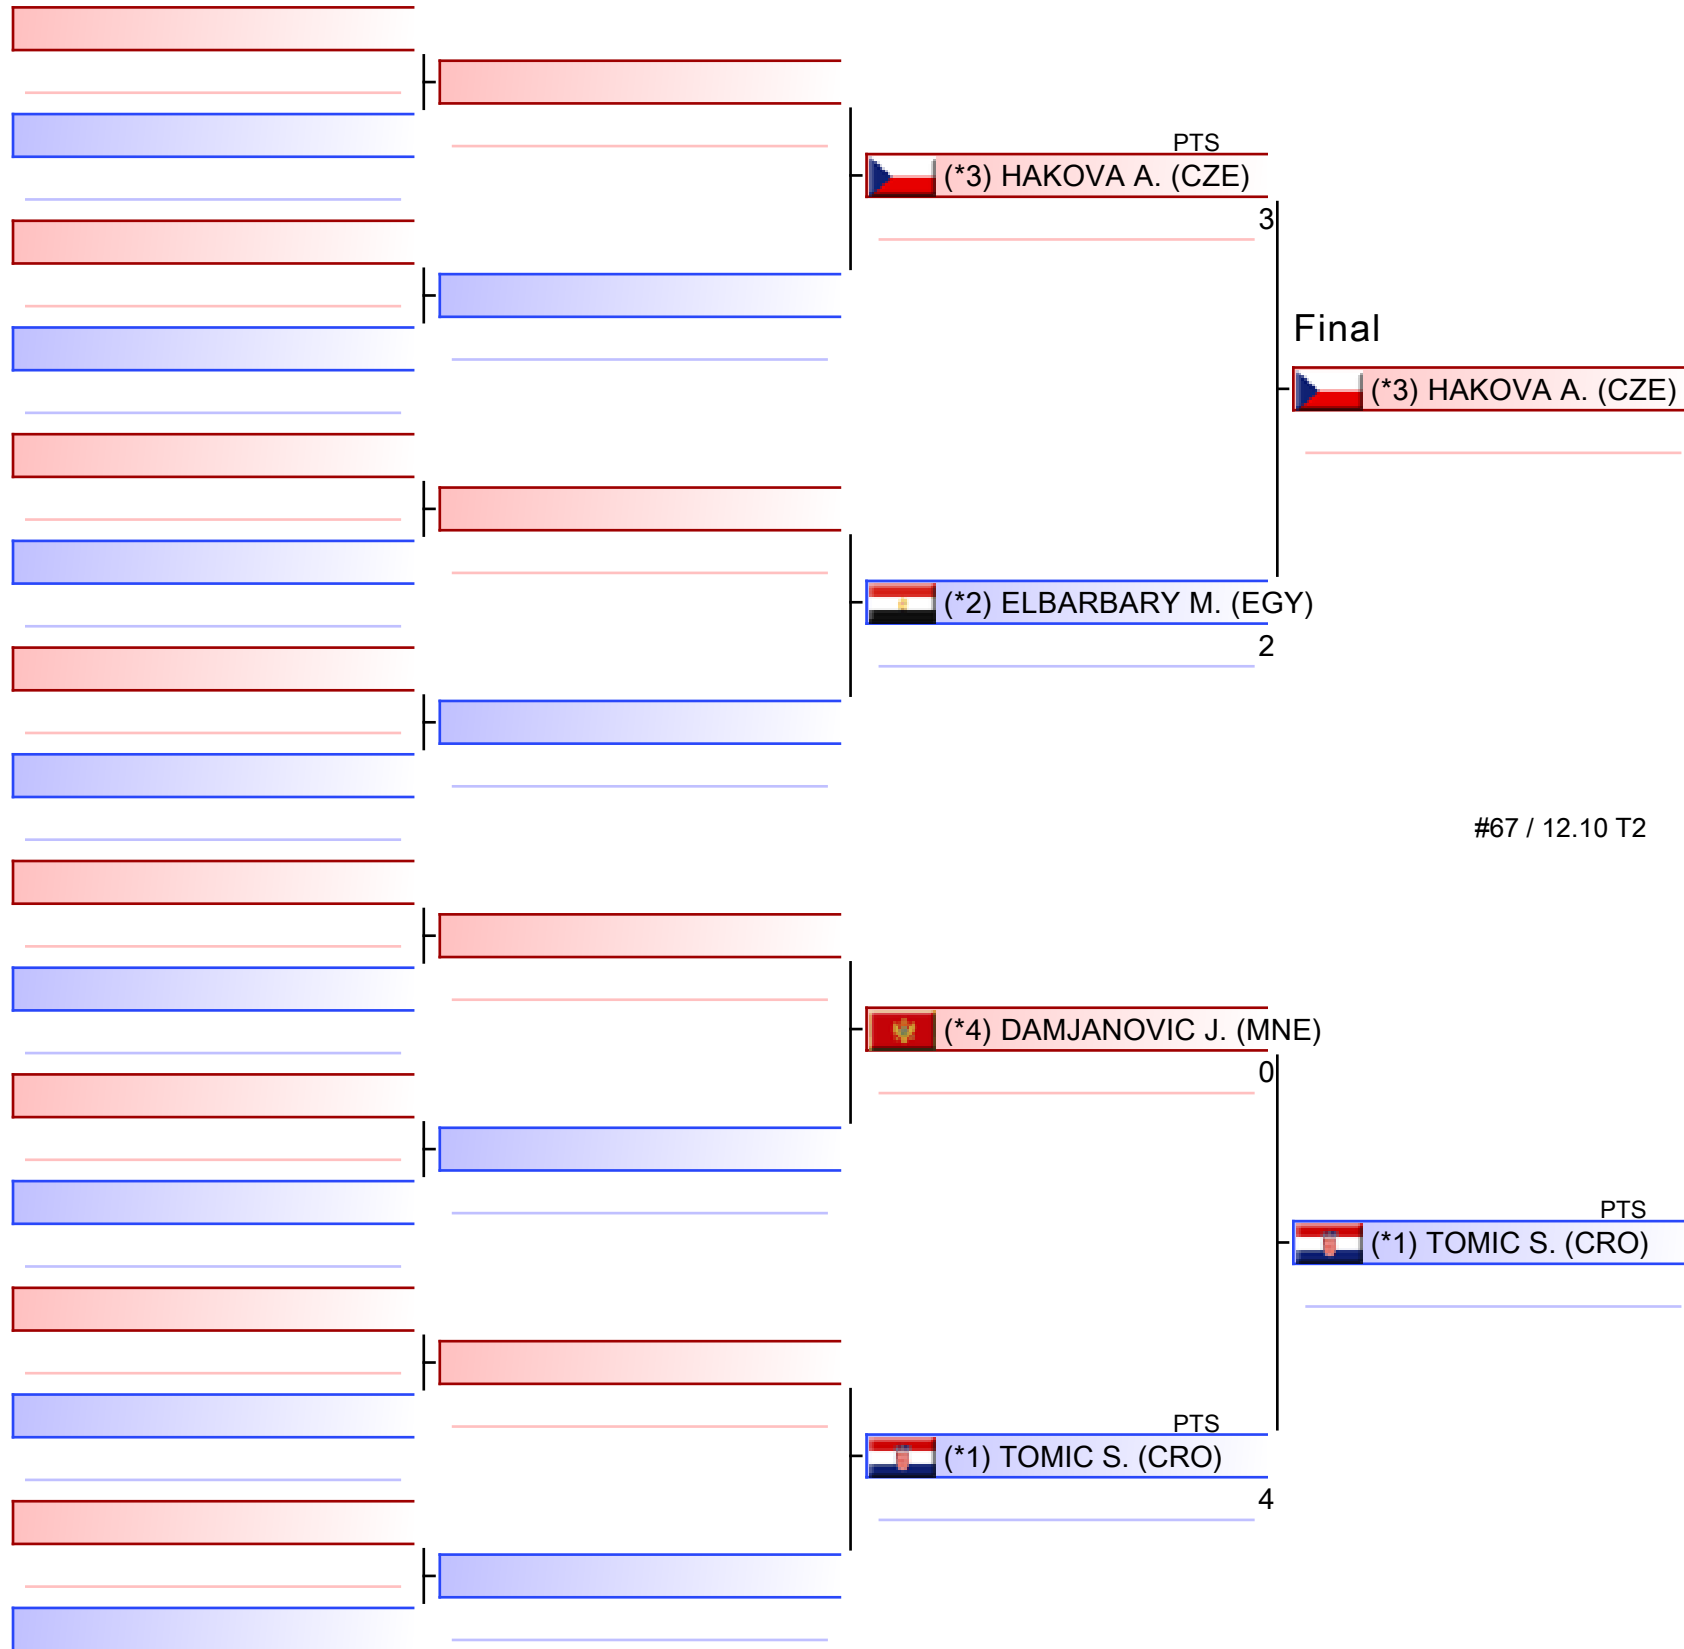 PTS
(*3) HAKOVA A. (CZE)
3
Final
(*3) HAKOVA A. (CZE)
(*2) ELBARBARY M. (EGY)
2
#67 / 12.10 T2
(*4) DAMJANOVIC J. (MNE)
0
PTS
(*1) TOMIC S. (CRO)
PTS
(*1) TOMIC S. (CRO)
4